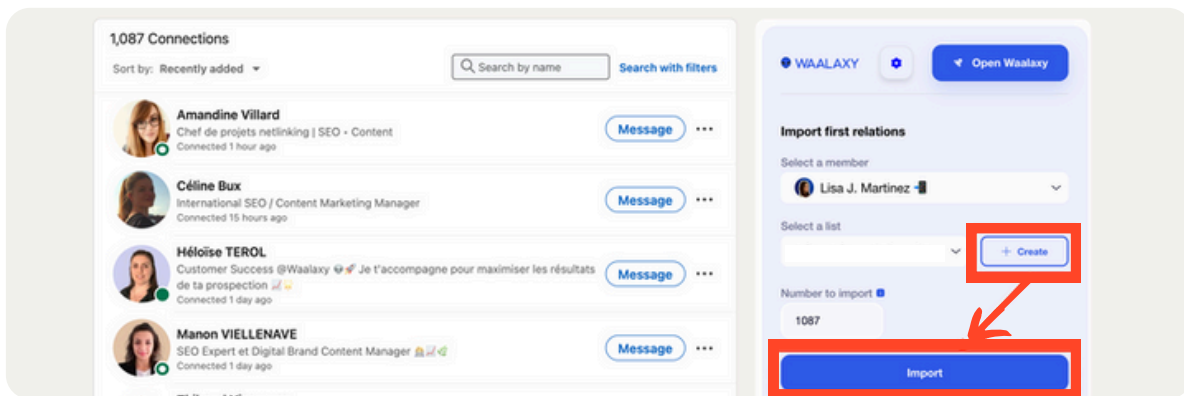 1,087 Connections
Sort by: Recently added
Search by name
Search with filters
Amandine Villard
Chef de projets netlinking | SEO - Content
Connected 1 hour ago
Message
Céline Bux
International SEO / Content Marketing Manager
Connected 15 hours ago
Message
Héloïse TEROL
Customer Success @Waalaxy 👽🚀 Je t'accompagne pour maximiser les résultats
de ta prospection
Connected 1 day ago
Message
Manon VIELLENAVE
SEO Expert et Digital Brand Content Manager
Connected 1 day ago
Message
WAALAXY
Open Waalaxy
Import first relations
Select a member
Lisa J. Martinez
Select a list
+ Create
Number to import
1087
Import